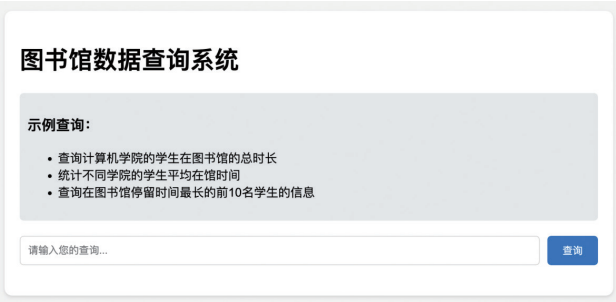 图书馆数据查询系统
示例查询：
• 查询计算机学院的学生在图书馆的总时长
• 统计不同学院的学生平均在馆时间
• 查询在图书馆停留时间最长的前10名学生的信息
请输入您的查询... 查询